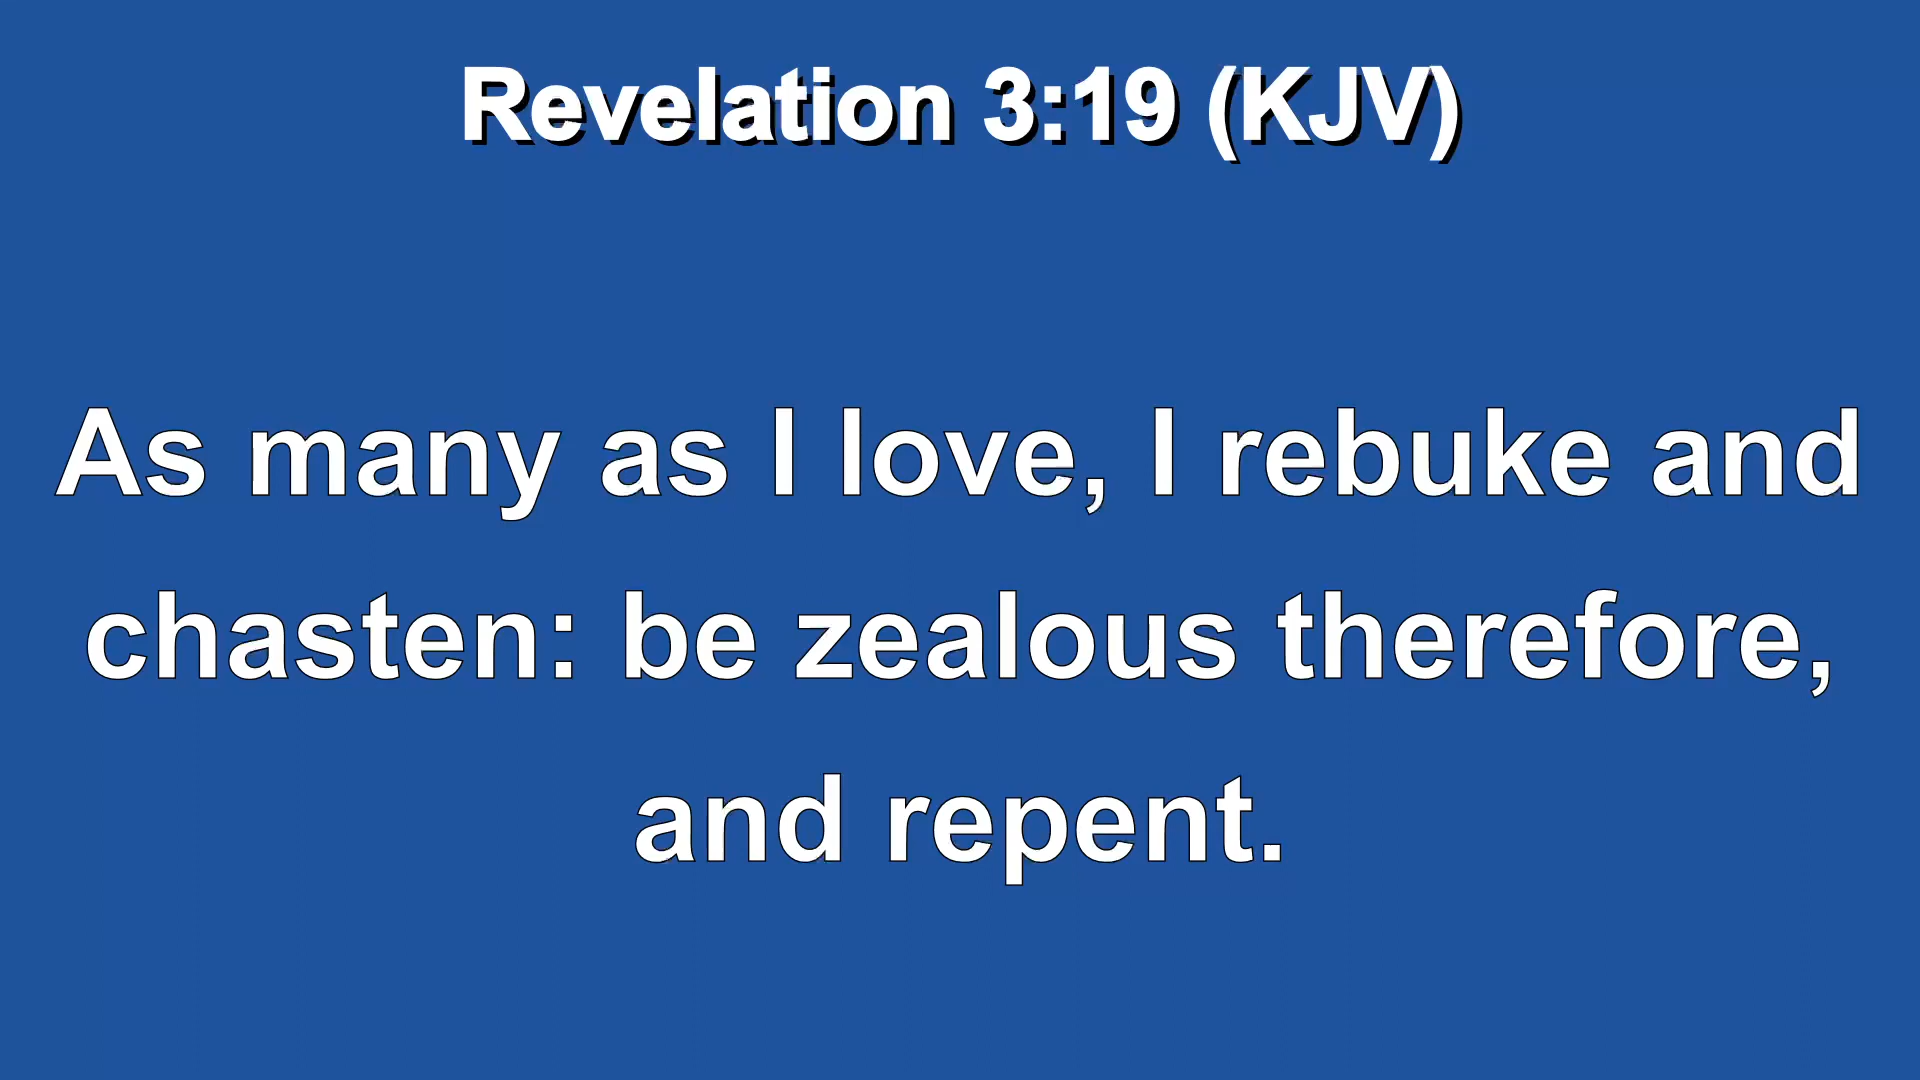 Revelation 3:19 (KJV)
As many as I love, I rebuke and
chasten: be zealous therefore,
and repent.